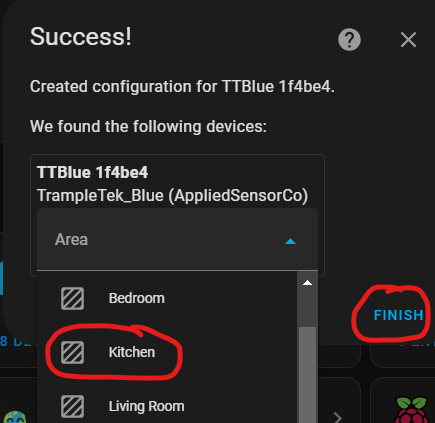 Success!
Created configuration for TTBlue 1f4be4.
We found the following devices:
TTBlue 1f4be4
TrampleTek_Blue (AppliedSensorCo)
Area
Bedroom
FINISH
Kitchen
Living Room